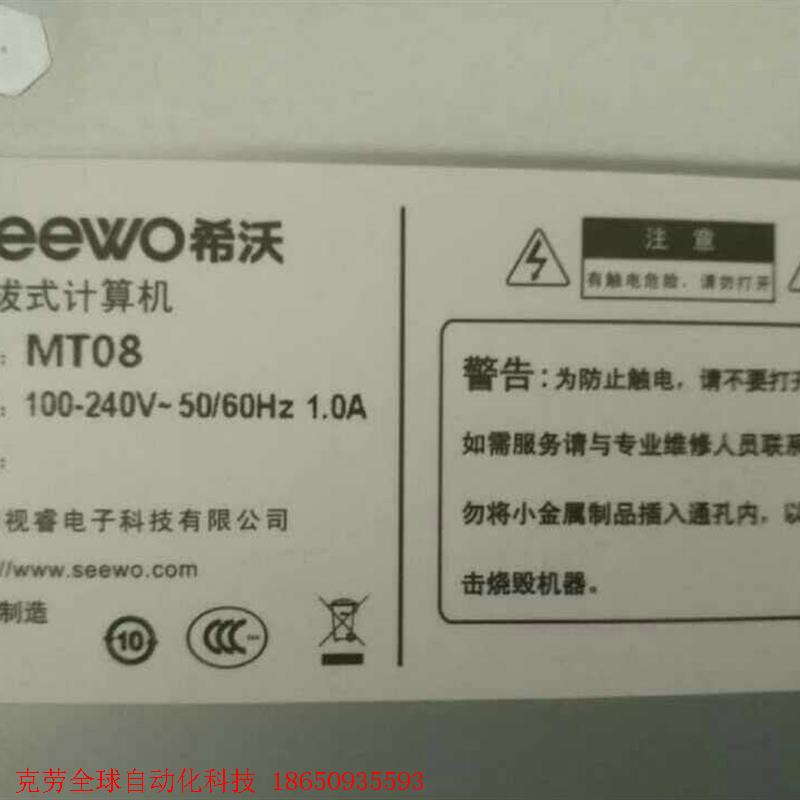 eewo希沃
拔式计算机
: MT08
: 100-240V~ 50/60Hz 1.0A
:
视睿电子科技有限公司
//www.seewo.com
制造
10
CCC
注 意
有触电危险，请勿打开
警告:为防止触电，请不要打开
如需服务请与专业维修人员联系
勿将小金属制品插入通孔内，以
击烧毁机器。
克劳全球自动化科技 18650935593